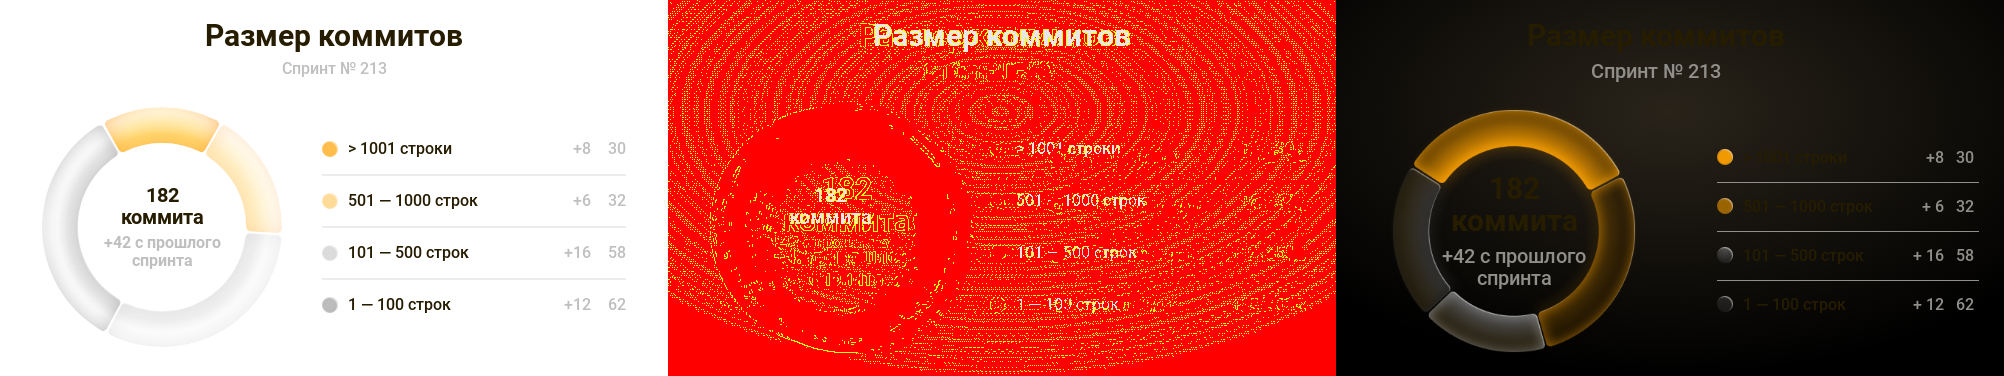 Размер коммитов
Спринт № 213
> 1001 строки +8 30
501 — 1000 строк +6 32
101 — 500 строк +16 58
1 — 100 строк +12 62
182
коммита
+42 с прошлого
спринта
Размер коммитов
182
коммита
> 1001 строки
501 — 1000 строк
101 — 500 строк
1 — 100 строк
Размер коммитов
Спринт № 213
строки +8 30
501 — 1000 строк + 6 32
101 — 500 строк + 16 58
1 — 100 строк + 12 62
182
коммита
+42 с прошлого
спринта